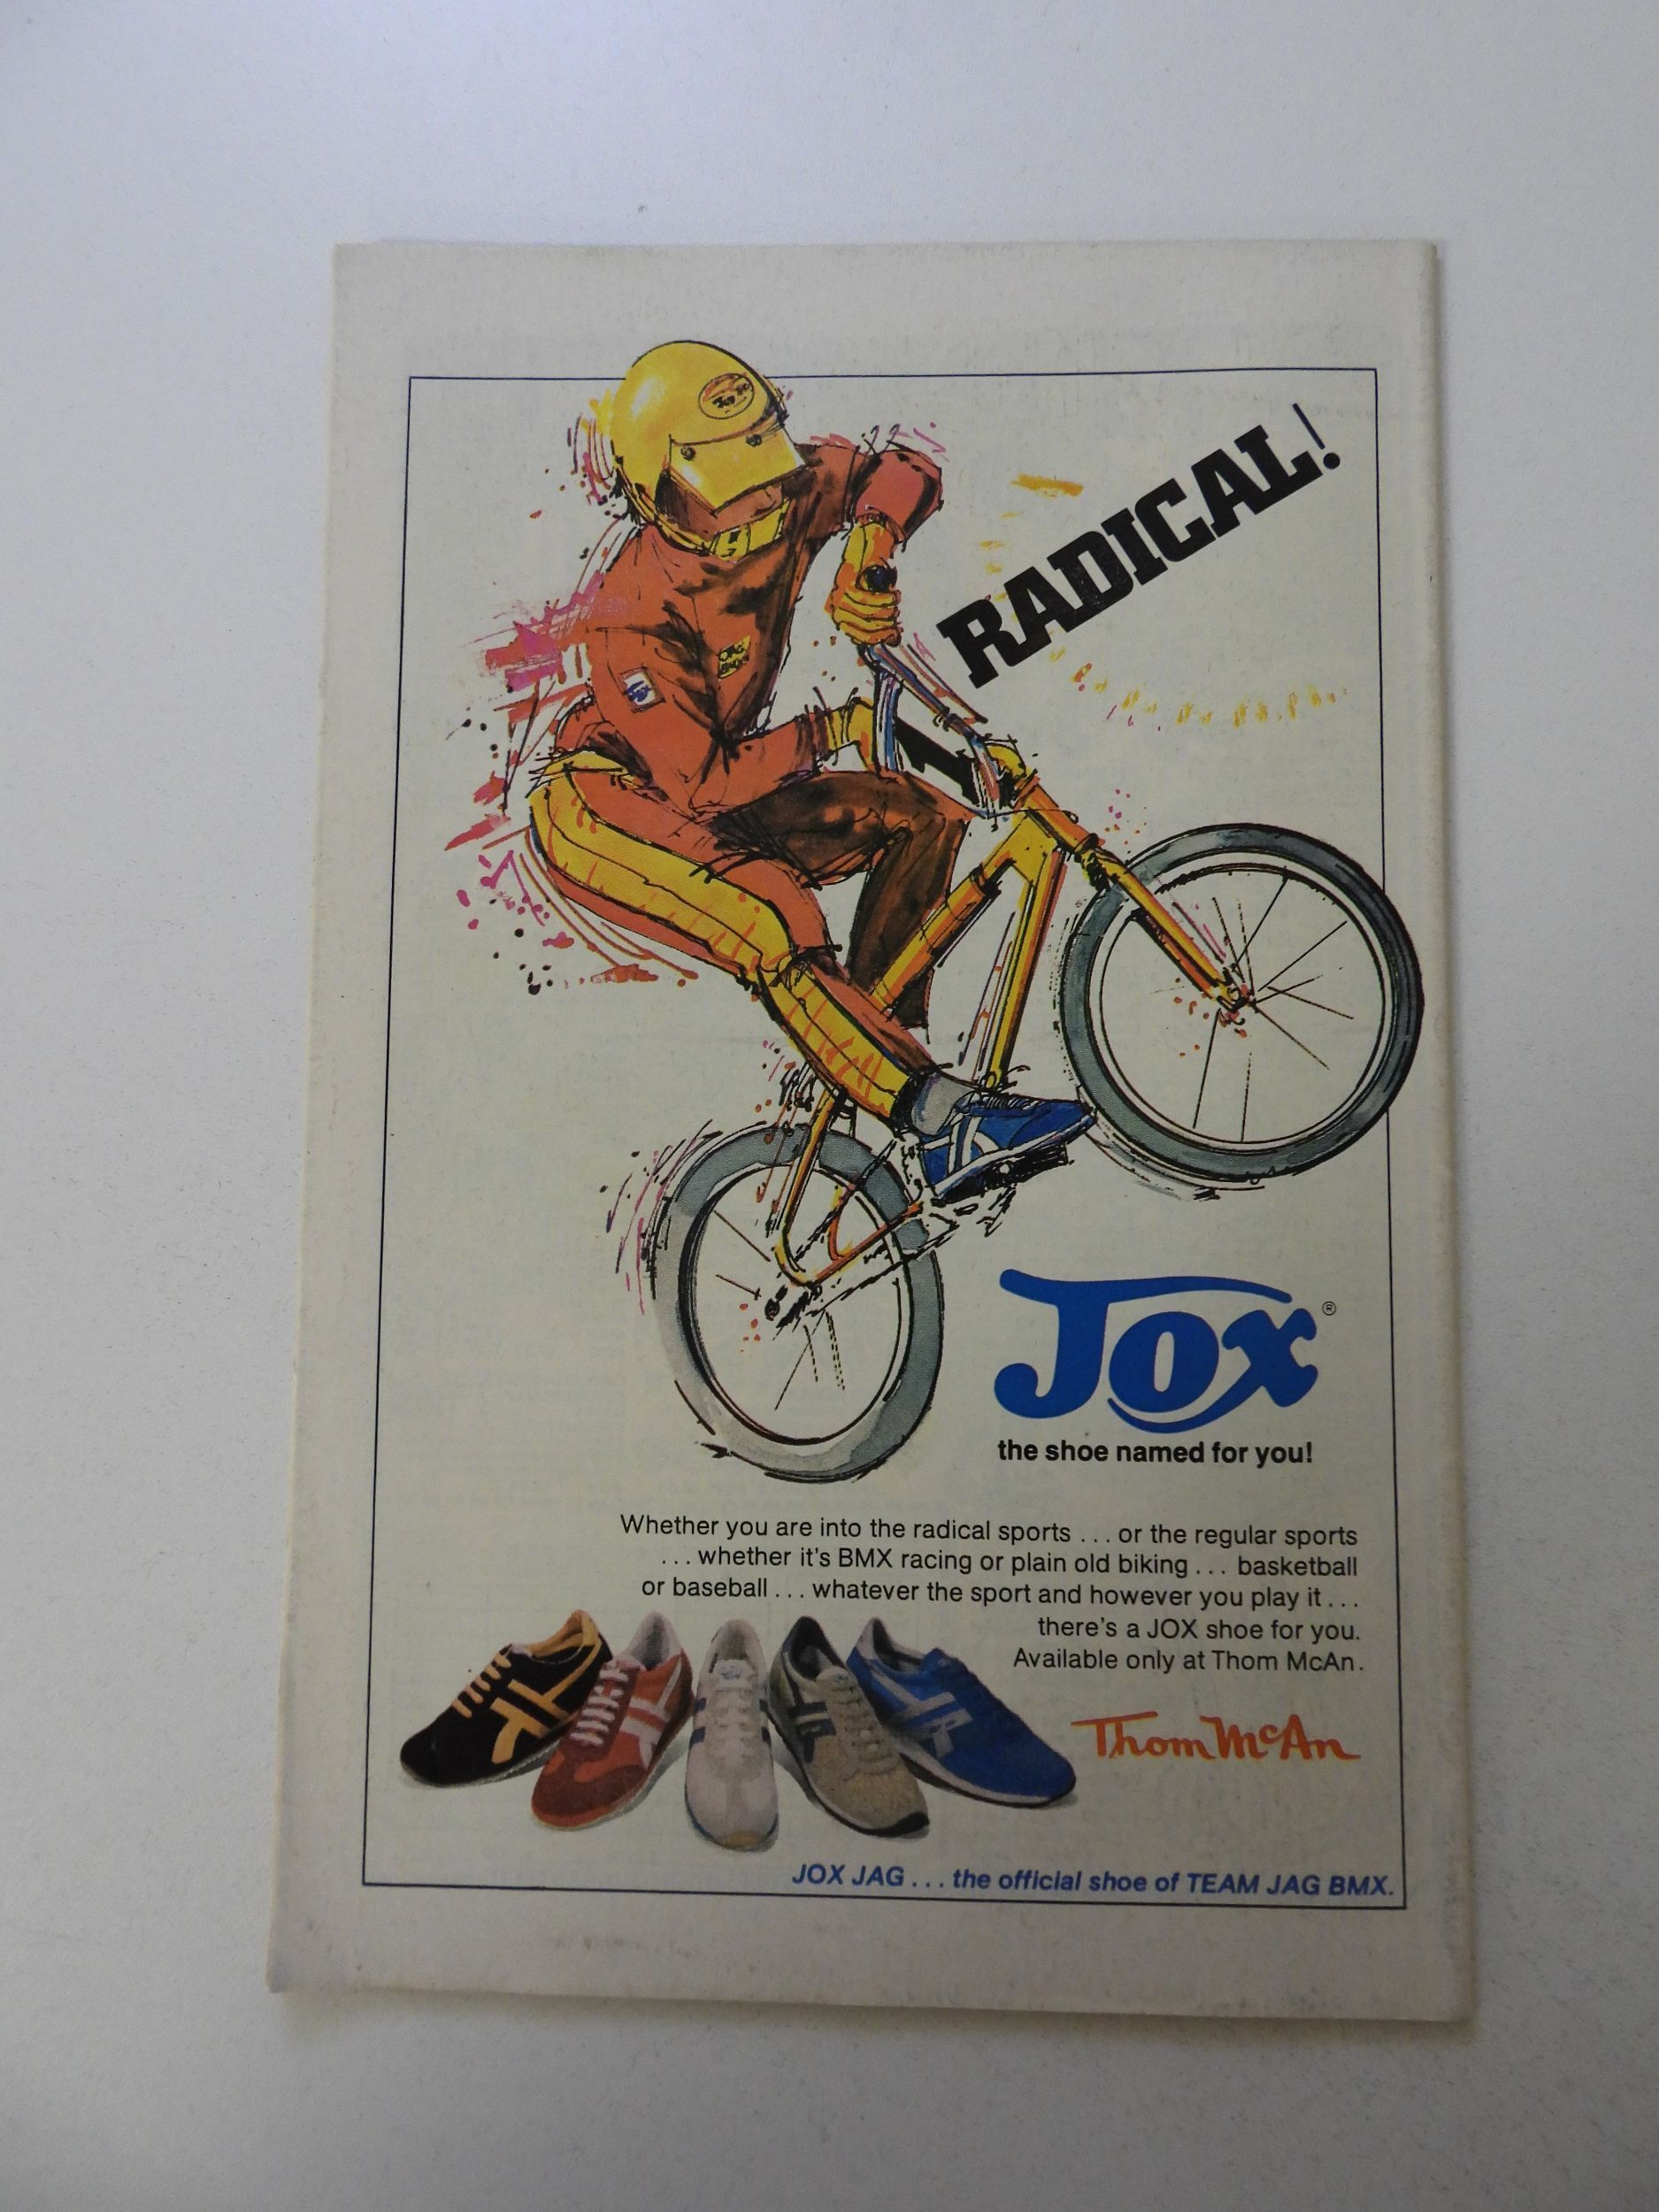 RADICAL!
1
Jox®
the shoe named for you!
Whether you are into the radical sports ... or the regular sports
... whether it's BMX racing or plain old biking ... basketball
or baseball ... whatever the sport and however you play it ...
there's a JOX shoe for you.
Available only at Thom McAn.
Thom McAn
JOX JAG ... the official shoe of TEAM JAG BMX.